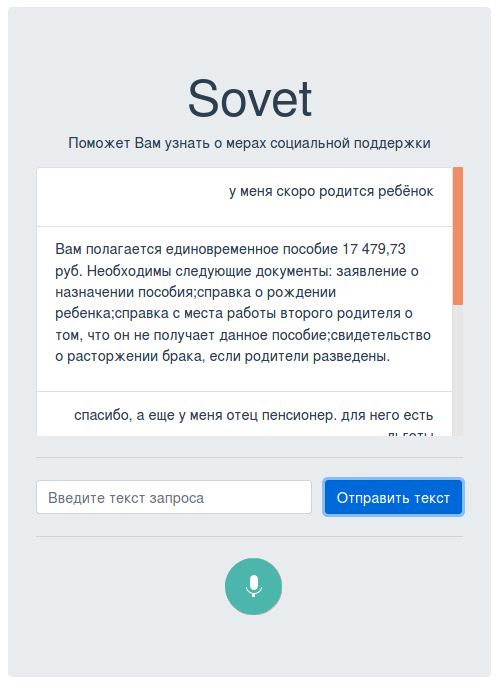 Sovet
Поможет Вам узнать о мерах социальной поддержки
у меня скоро родится ребёнок
Вам полагается единовременное пособие 17 479,73
руб. Необходимы следующие документы: заявление о
назначении пособия;справка о рождении
ребенка;справка с места работы второго родителя о
том, что он не получает данное пособие;свидетельство
о расторжении брака, если родители разведены.
спасибо, а еще у меня отец пенсионер. для него есть
льготы
Введите текст запроса
Отправить текст